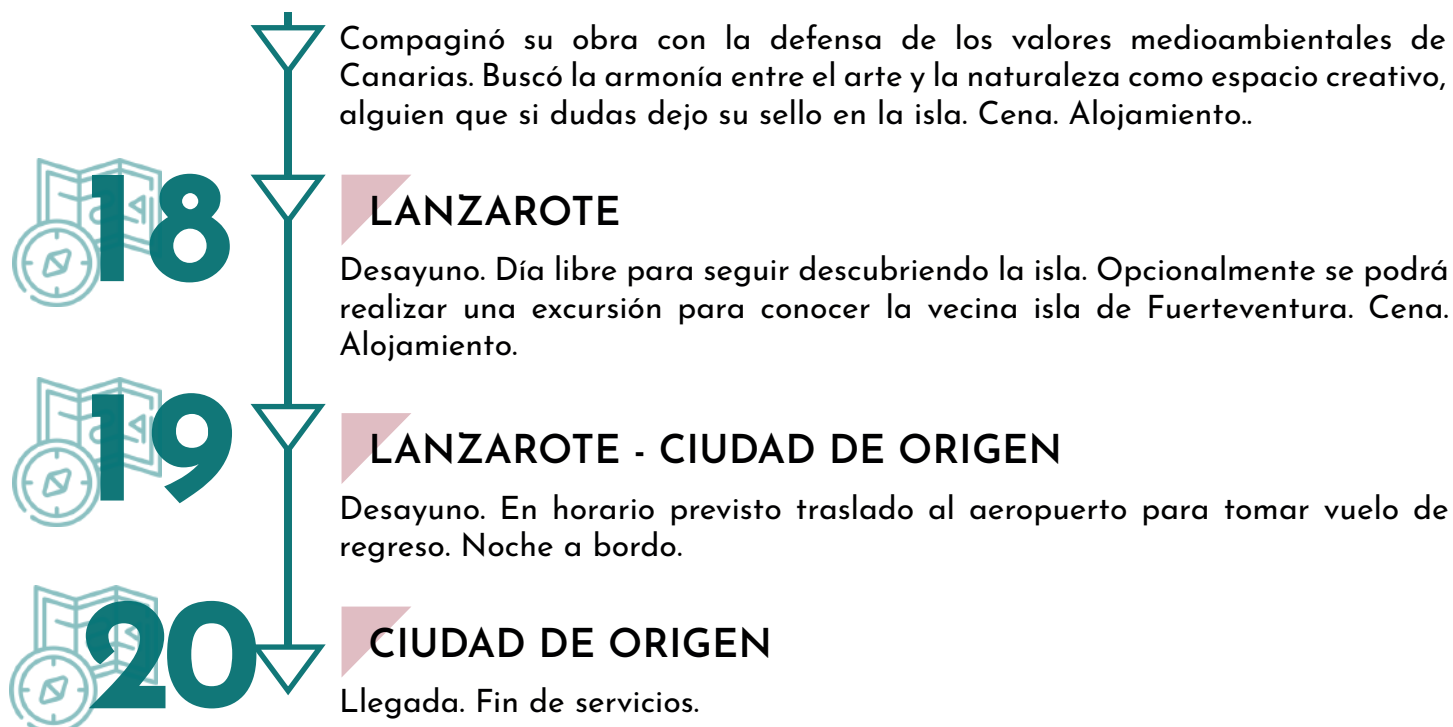 Compaginó su obra con la defensa de los valores medioambientales de
Canarias. Buscó la armonía entre el arte y la naturaleza como espacio creativo,
alguien que si dudas dejo su sello en la isla. Cena. Alojamiento..
18
LANZAROTE
Desayuno. Día libre para seguir descubriendo la isla. Opcionalmente se podrá
realizar una excursión para conocer la vecina isla de Fuerteventura. Cena.
Alojamiento.
19
LANZAROTE - CIUDAD DE ORIGEN
Desayuno. En horario previsto traslado al aeropuerto para tomar vuelo de
regreso. Noche a bordo.
20
CIUDAD DE ORIGEN
Llegada. Fin de servicios.